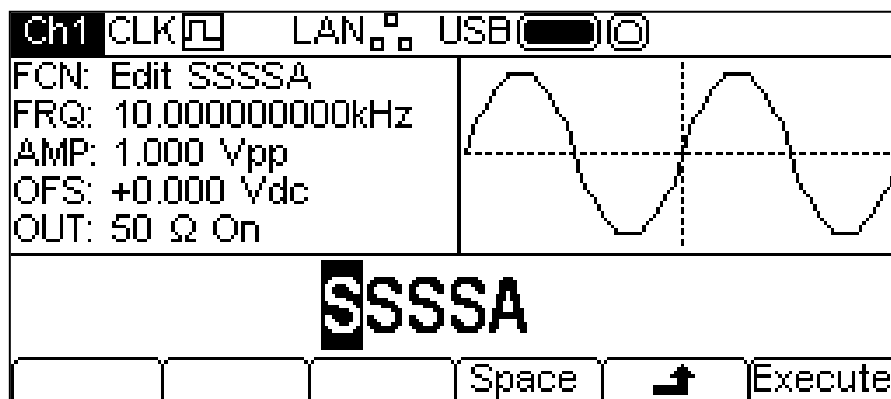 Ch1 CLK LAN USB
FCN: Edit SSSSA
FRQ: 10.000000000kHz
AMP: 1.000 Vpp
OFS: +0.000 Vdc
OUT: 50 Ω On
SSSSA
Space Execute